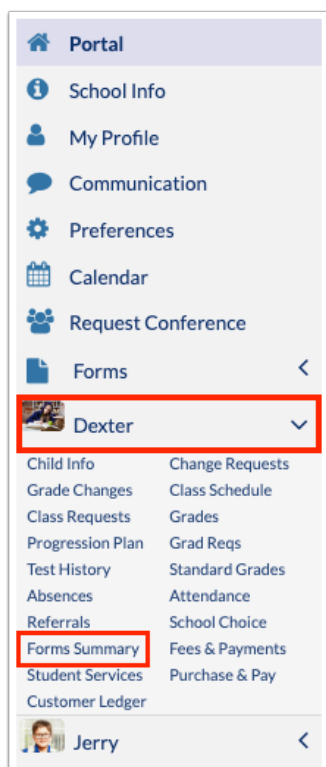 Portal
School Info
My Profile
Communication
Preferences
Calendar
Request Conference
Forms
Dexter
Child Info Change Requests
Grade Changes Class Schedule
Class Requests Grades
Progression Plan Grad Reqs
Test History Standard Grades
Absences Attendance
Referrals School Choice
Forms Summary Fees & Payments
Student Services Purchase & Pay
Customer Ledger
Jerry